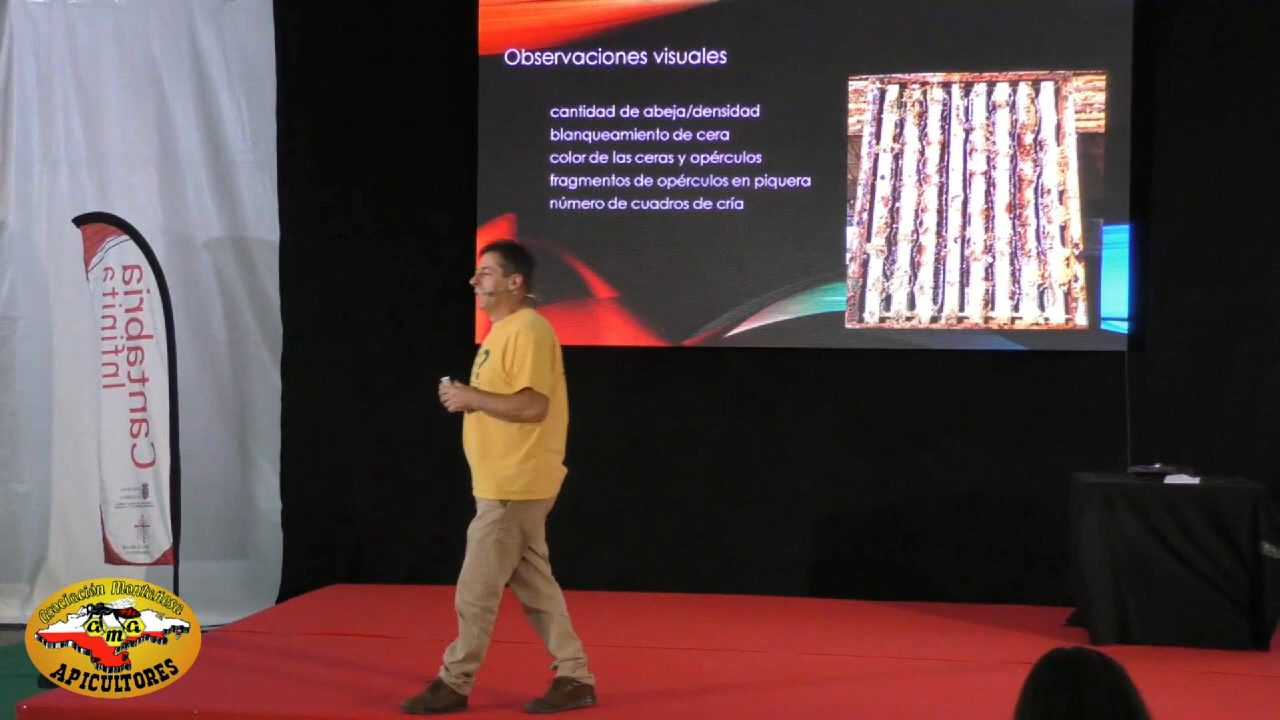 Observaciones visuales
cantidad de abeja/densidad
blanqueamiento de cera
color de las ceras y opérculos
fragmentos de opérculos en piquera
número de cuadros de cría
Cantabria
Infinita
?
Asociación Montañesa
AMA
APICULTORES